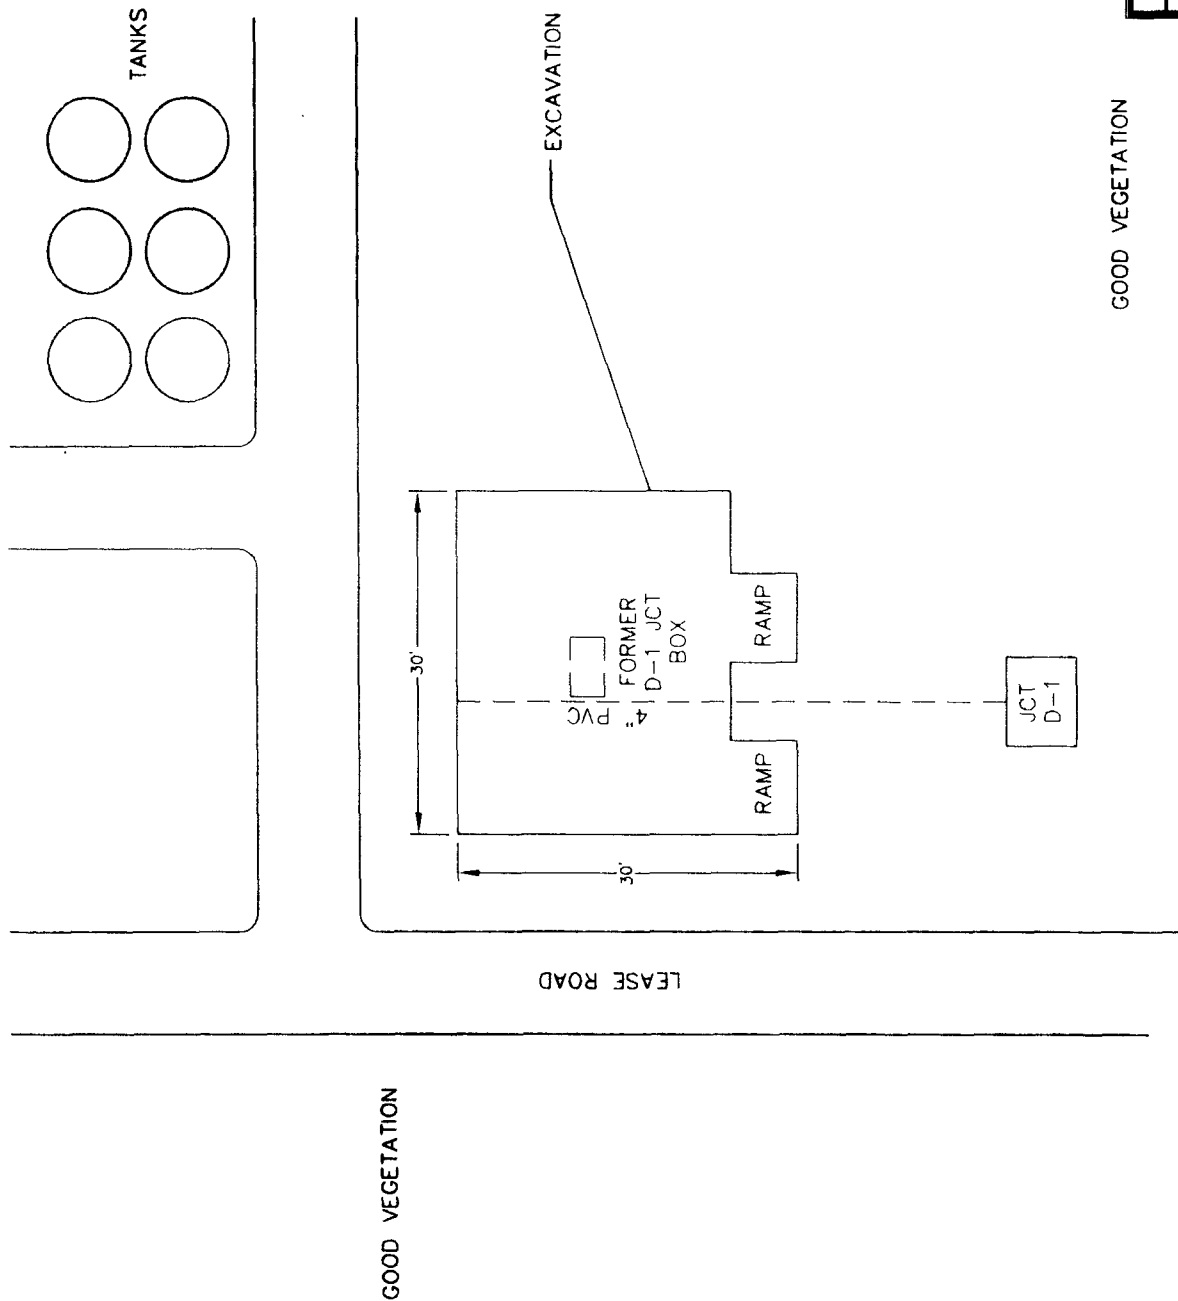 TANKS
EXCAVATION
GOOD VEGETATION
30'
FORMER
D-1 JCT
BOX
4" PVC
RAMP
RAMP
30'
JCT
D-1
LEASE ROAD
GOOD VEGETATION